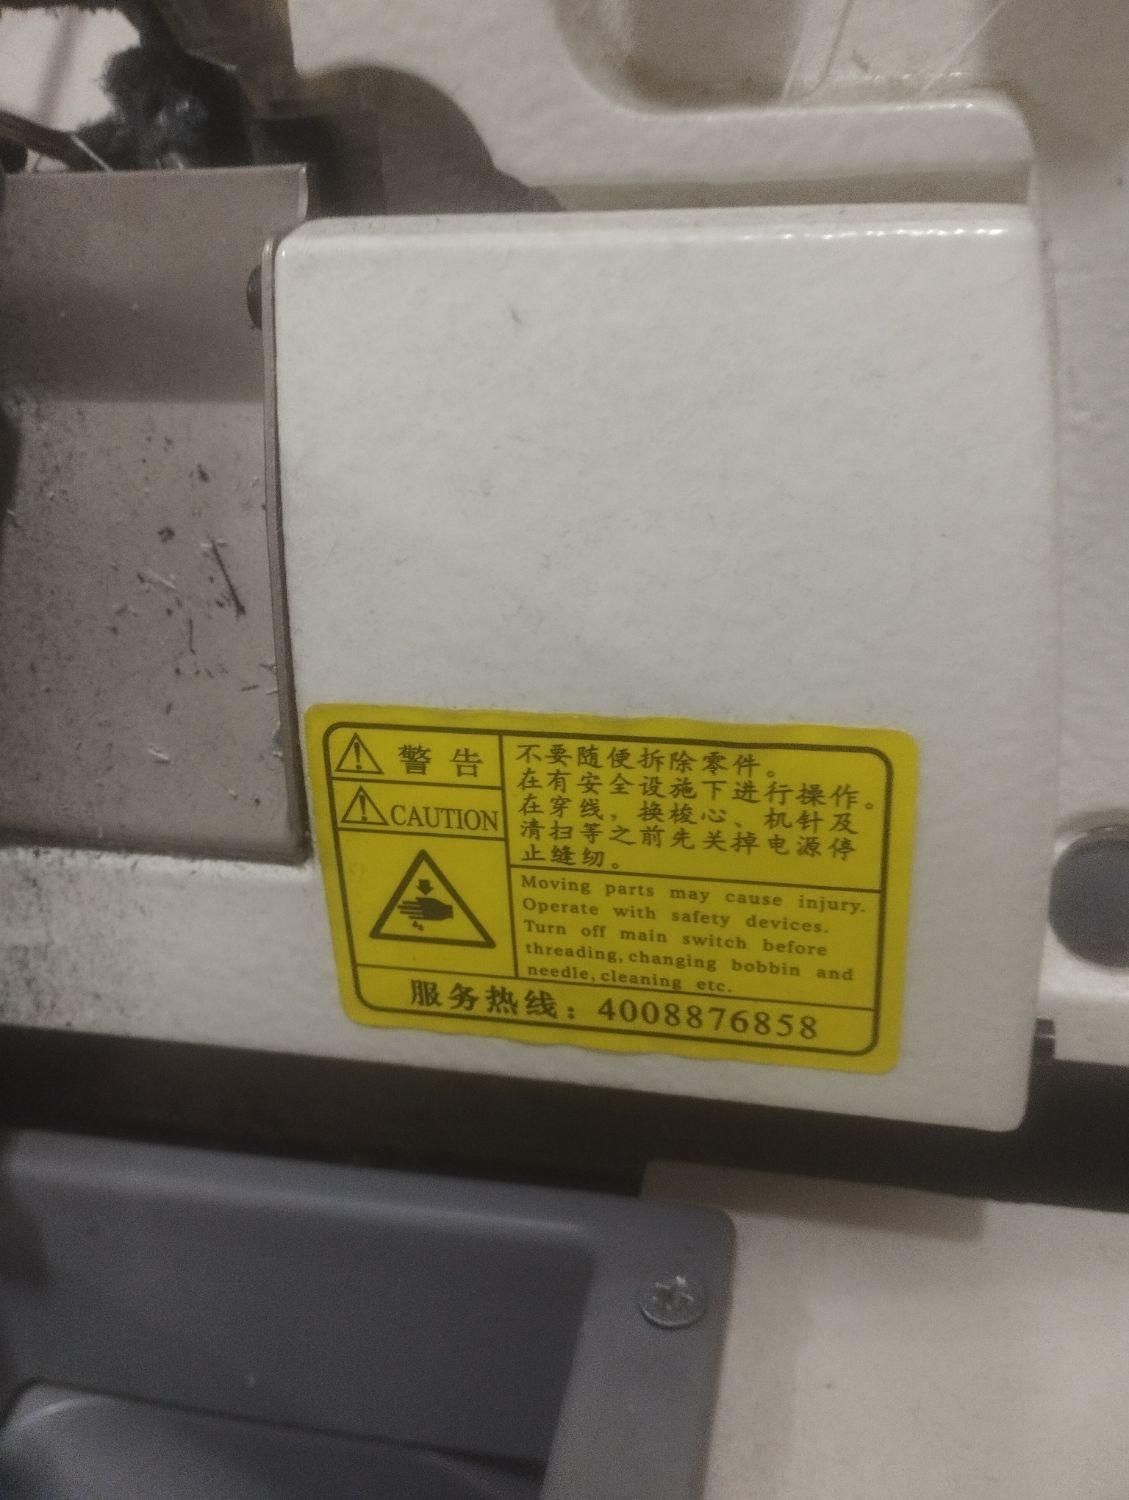 警告
CAUTION
不要随便拆除零件。
在有安全设施下进行操作。
在穿线，换梭心、机针及
清扫等之前先关掉电源停
止缝纫。
Moving parts may cause injury.
Operate with safety devices.
Turn off main switch before
threading, changing bobbin and
needle, cleaning etc.
服务热线：4008876858